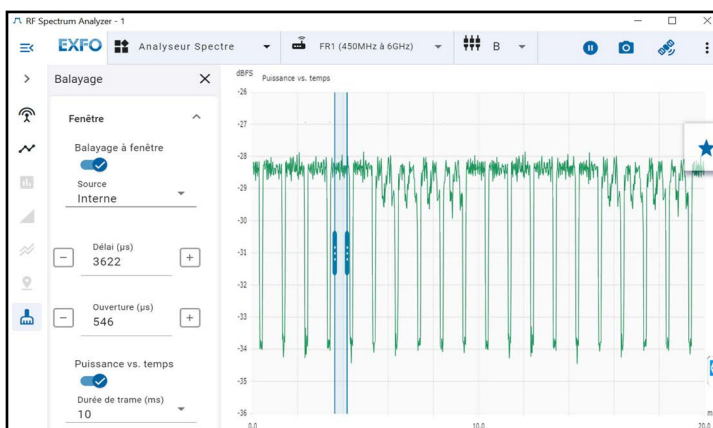 RF Spectrum Analyzer - 1
EXFO Analyseur Spectre FR1 (450MHz à 6GHz) B
Balayage
Fenêtre
Balayage à fenêtre
Source
Interne
Délai (µs)
3622
Ouverture (µs)
546
Puissance vs. temps
Durée de trame (ms)
10
dBFS Puissance vs. temps
-26
-27
-28
-29
-30
-31
-32
-33
-34
-35
-36
0.0 10.0 20.0